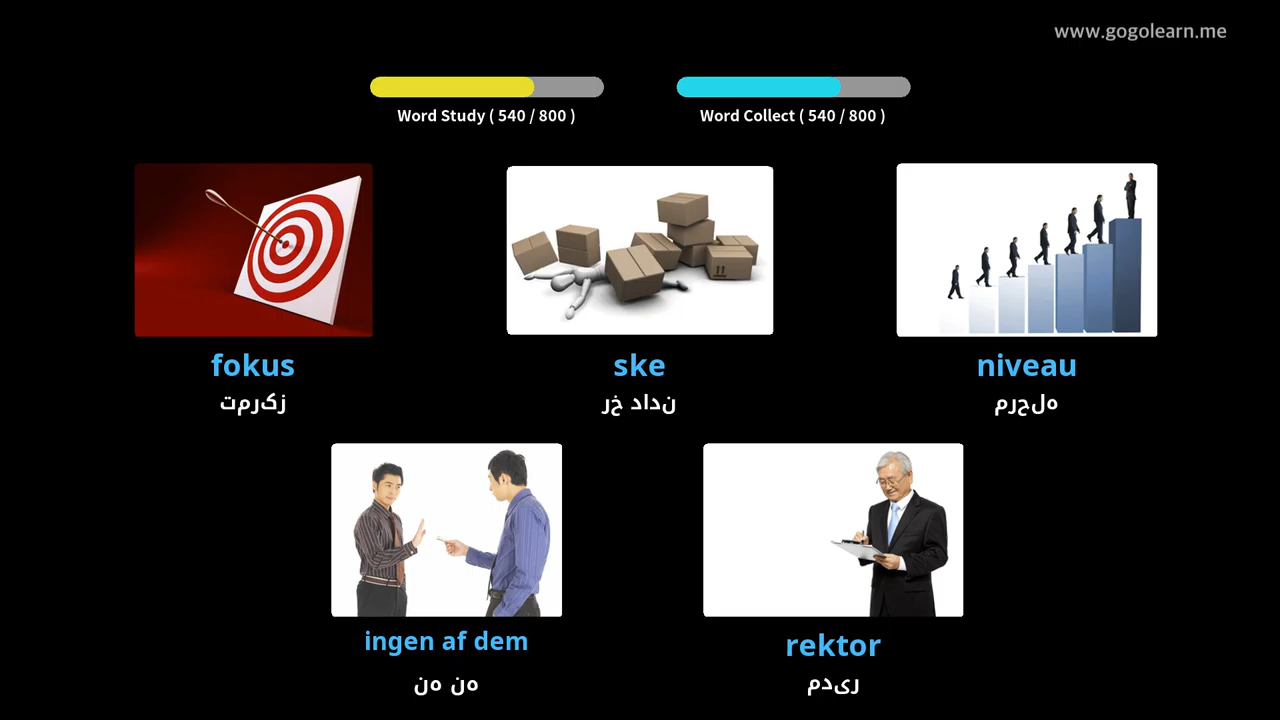 www.gogolearn.me
Word Study ( 540 / 800 )
Word Collect ( 540 / 800 )
fokus
زکرمت
ske
نداد خر
niveau
هلحرم
ingen af dem
هن هن
rektor
ریدم